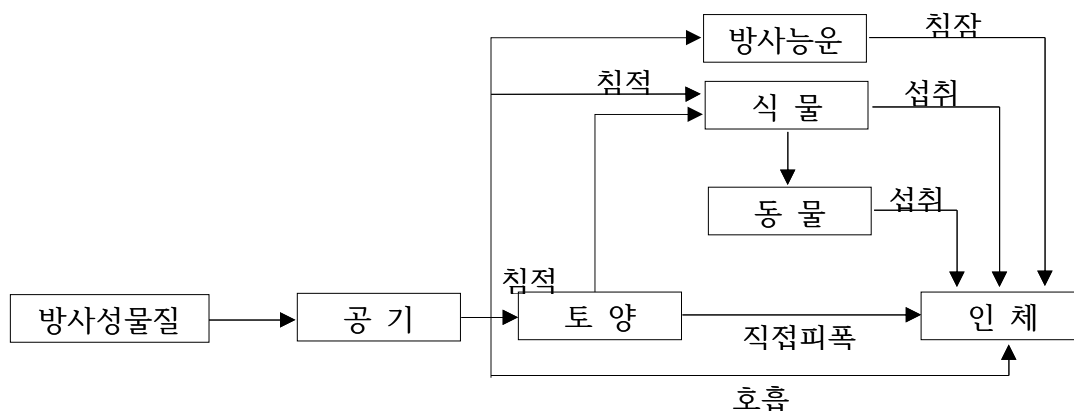 방사능운
침잠
침적
식 물
섭취
동 물
섭취
침적
방사성물질
공 기
토 양
인 체
직접피폭
호흡